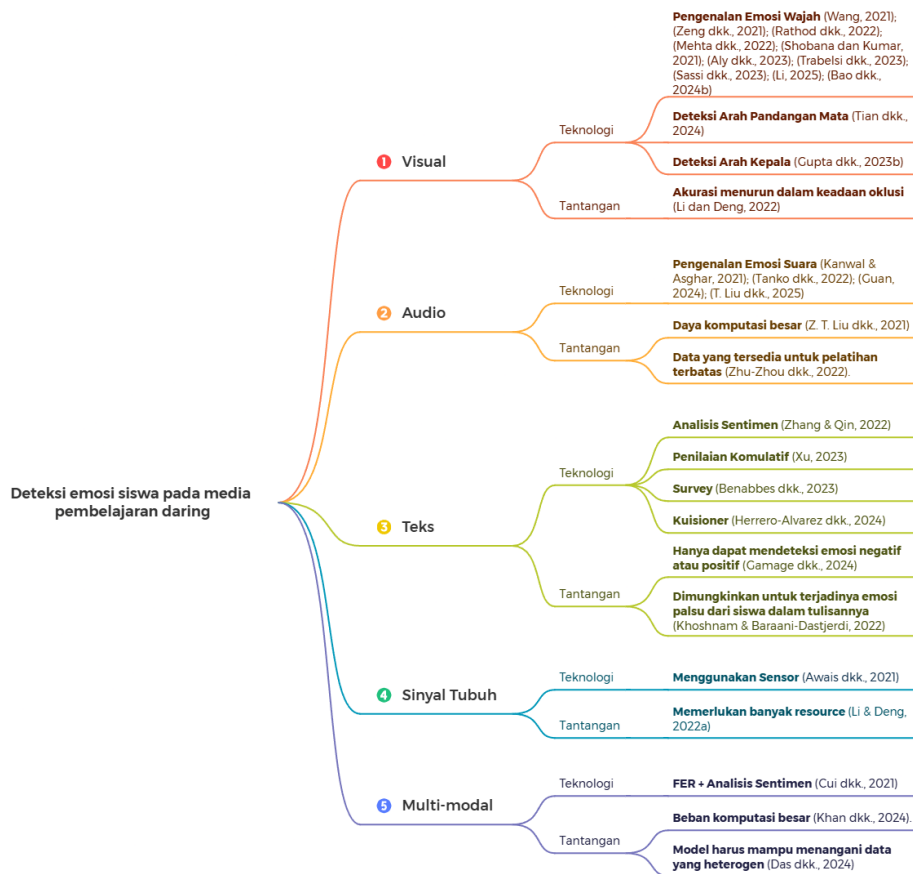 Pengenalan Emosi Wajah (Wang, 2021);
(Zeng dkk., 2021); (Rathod dkk., 2022);
(Mehta dkk., 2022); (Shobana dan Kumar,
2021); (Aly dkk., 2023); (Trabelsi dkk., 2023);
(Sassi dkk., 2023); (Li, 2025); (Bao dkk.,
2024b)
Teknologi
Deteksi Arah Pandangan Mata (Tian dkk.,
2024)
1 Visual
Deteksi Arah Kepala (Gupta dkk., 2023b)
Tantangan
Akurasi menurun dalam keadaan oklusi
(Li dan Deng, 2022)
Pengenalan Emosi Suara (Kanwal &
Asghar, 2021); (Tanko dkk., 2022); (Guan,
2024); (T. Liu dkk., 2025)
Teknologi
2 Audio
Daya komputasi besar (Z. T. Liu dkk., 2021)
Tantangan
Data yang tersedia untuk pelatihan
terbatas (Zhu-Zhou dkk., 2022).
Analisis Sentimen (Zhang & Qin, 2022)
Penilaian Komulatif (Xu, 2023)
Teknologi
Survey (Benabbes dkk., 2023)
Deteksi emosi siswa pada media
pembelajaran daring
3 Teks
Kuisioner (Herrero-Alvarez dkk., 2024)
Hanya dapat mendeteksi emosi negatif
atau positif (Gamage dkk., 2024)
Tantangan
Dimungkinkan untuk terjadinya emosi
palsu dari siswa dalam tulisannya
(Khoshnam & Baraani-Dastjerdi, 2022)
Teknologi
Menggunakan Sensor (Awais dkk., 2021)
4 Sinyal Tubuh
Tantangan
Memerlukan banyak resource (Li & Deng,
2022a)
Teknologi
FER + Analisis Sentimen (Cui dkk., 2021)
5 Multi-modal
Beban komputasi besar (Khan dkk., 2024).
Tantangan
Model harus mampu menangani data
yang heterogen (Das dkk., 2024)